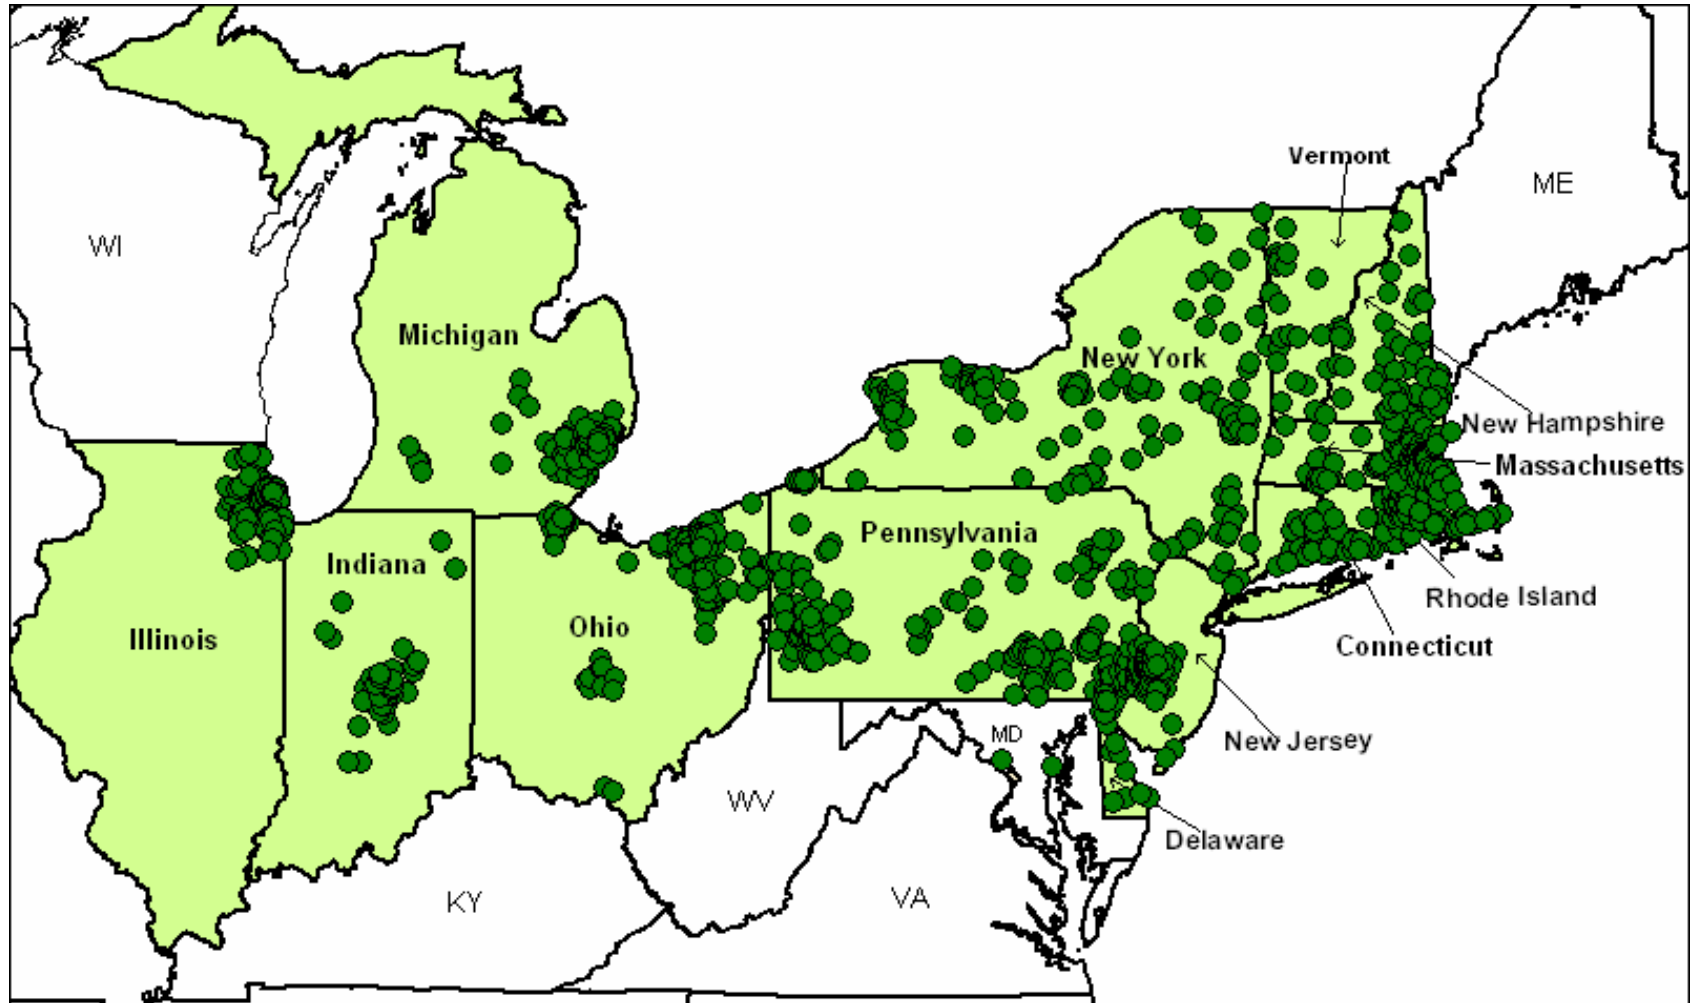 Vermont
ME
WI
Michigan
New York
New Hampshire
Massachusetts
Pennsylvania
Indiana
Rhode Island
Illinois
Ohio
Connecticut
MD
New Jersey
WV
Delaware
KY
VA